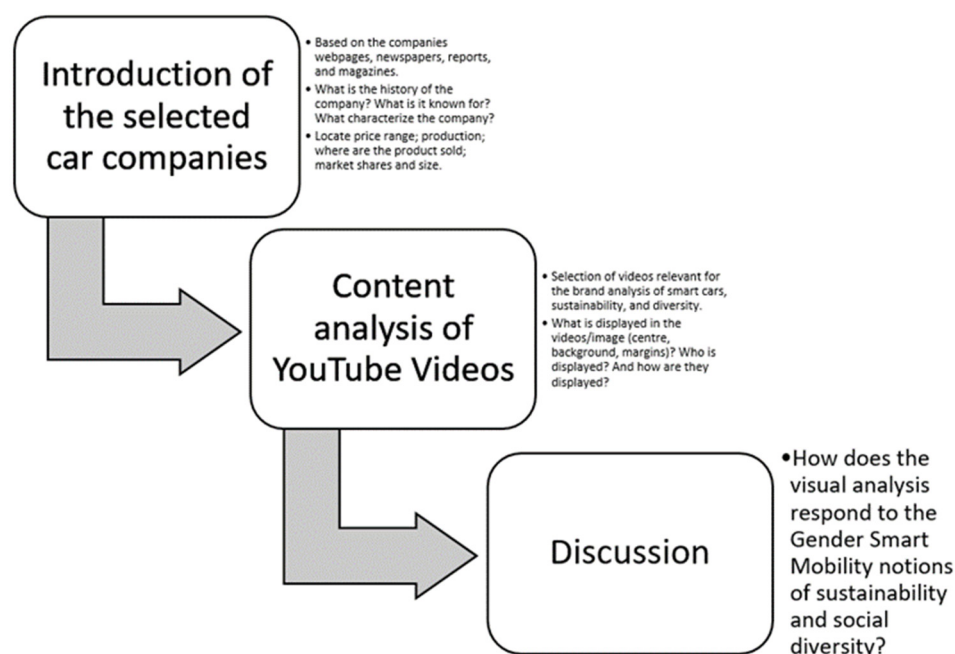 Introduction of
the selected
car companies
• Based on the companies
webpages, newspapers, reports,
and magazines.
• What is the history of the
company? What is it known for?
What characterize the company?
• Locate price range; production;
where are the product sold;
market shares and size.
Content
analysis of
YouTube Videos
• Selection of videos relevant for
the brand analysis of smart cars,
sustainability, and diversity.
• What is displayed in the
videos/image (centre,
background, margins)? Who is
displayed? And how are they
displayed?
Discussion
•How does the
visual analysis
respond to the
Gender Smart
Mobility notions
of sustainability
and social
diversity?